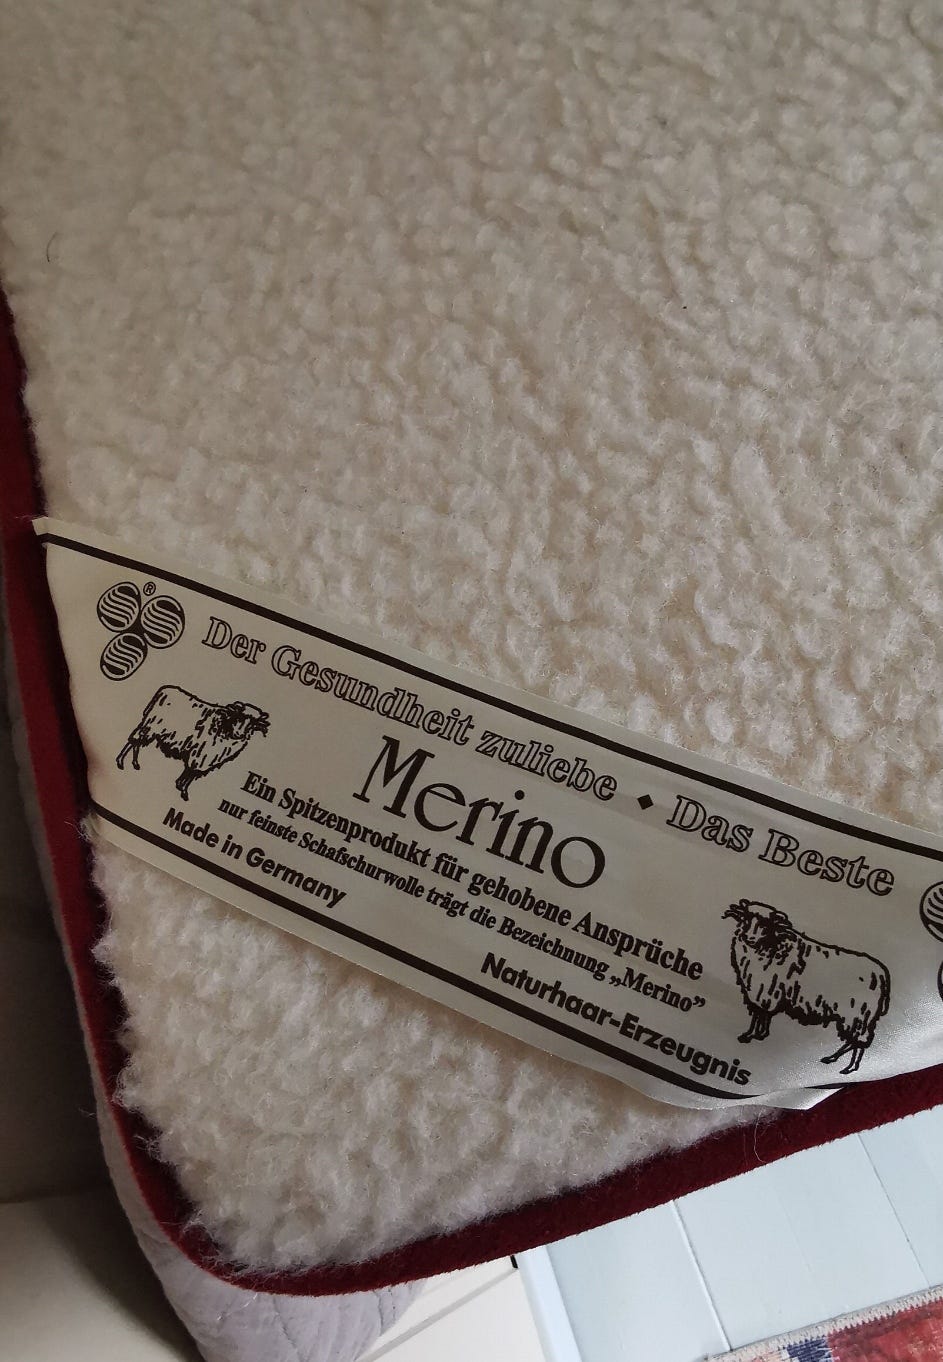 Der Gesundheit zuliebe ⬥ Das Beste
Merino
Ein Spitzenprodukt für gehobene Ansprüche
nur feinste Schafschurwolle trägt die Bezeichnung „Merino”
Made in Germany
Naturhaar-Erzeugnis